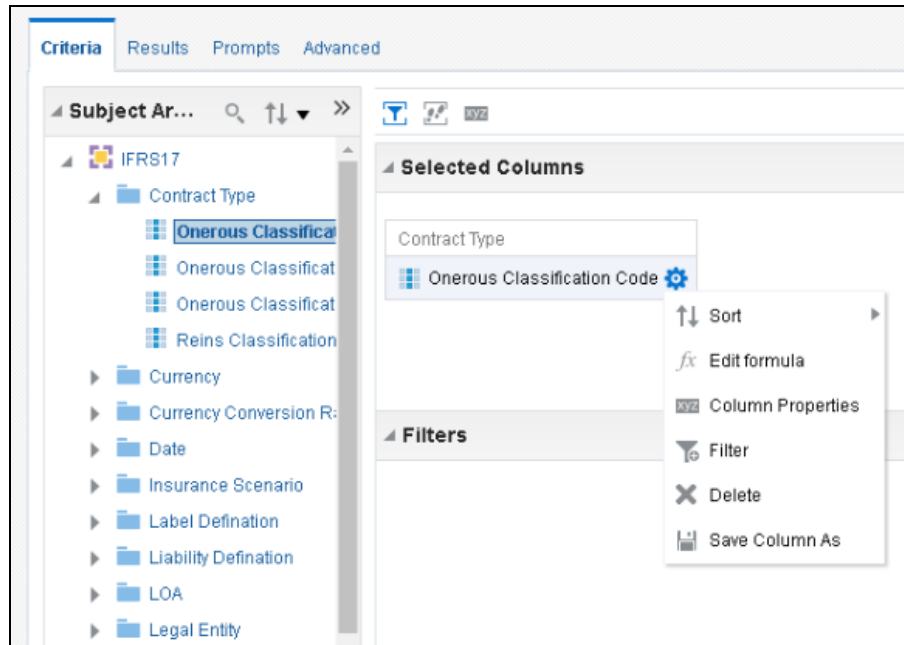 Criteria Results Prompts Advanced
Subject Ar...
IFRS17
Contract Type
Onerous Classificat
Onerous Classificat
Onerous Classificat
Reins Classification
Currency
Currency Conversion Ra
Date
Insurance Scenario
Label Defination
Liability Defination
LOA
Legal Entity
xyz
Selected Columns
Contract Type
Onerous Classification Code
Sort
fx Edit formula
xyz Column Properties
Filter
Delete
Save Column As
Filters